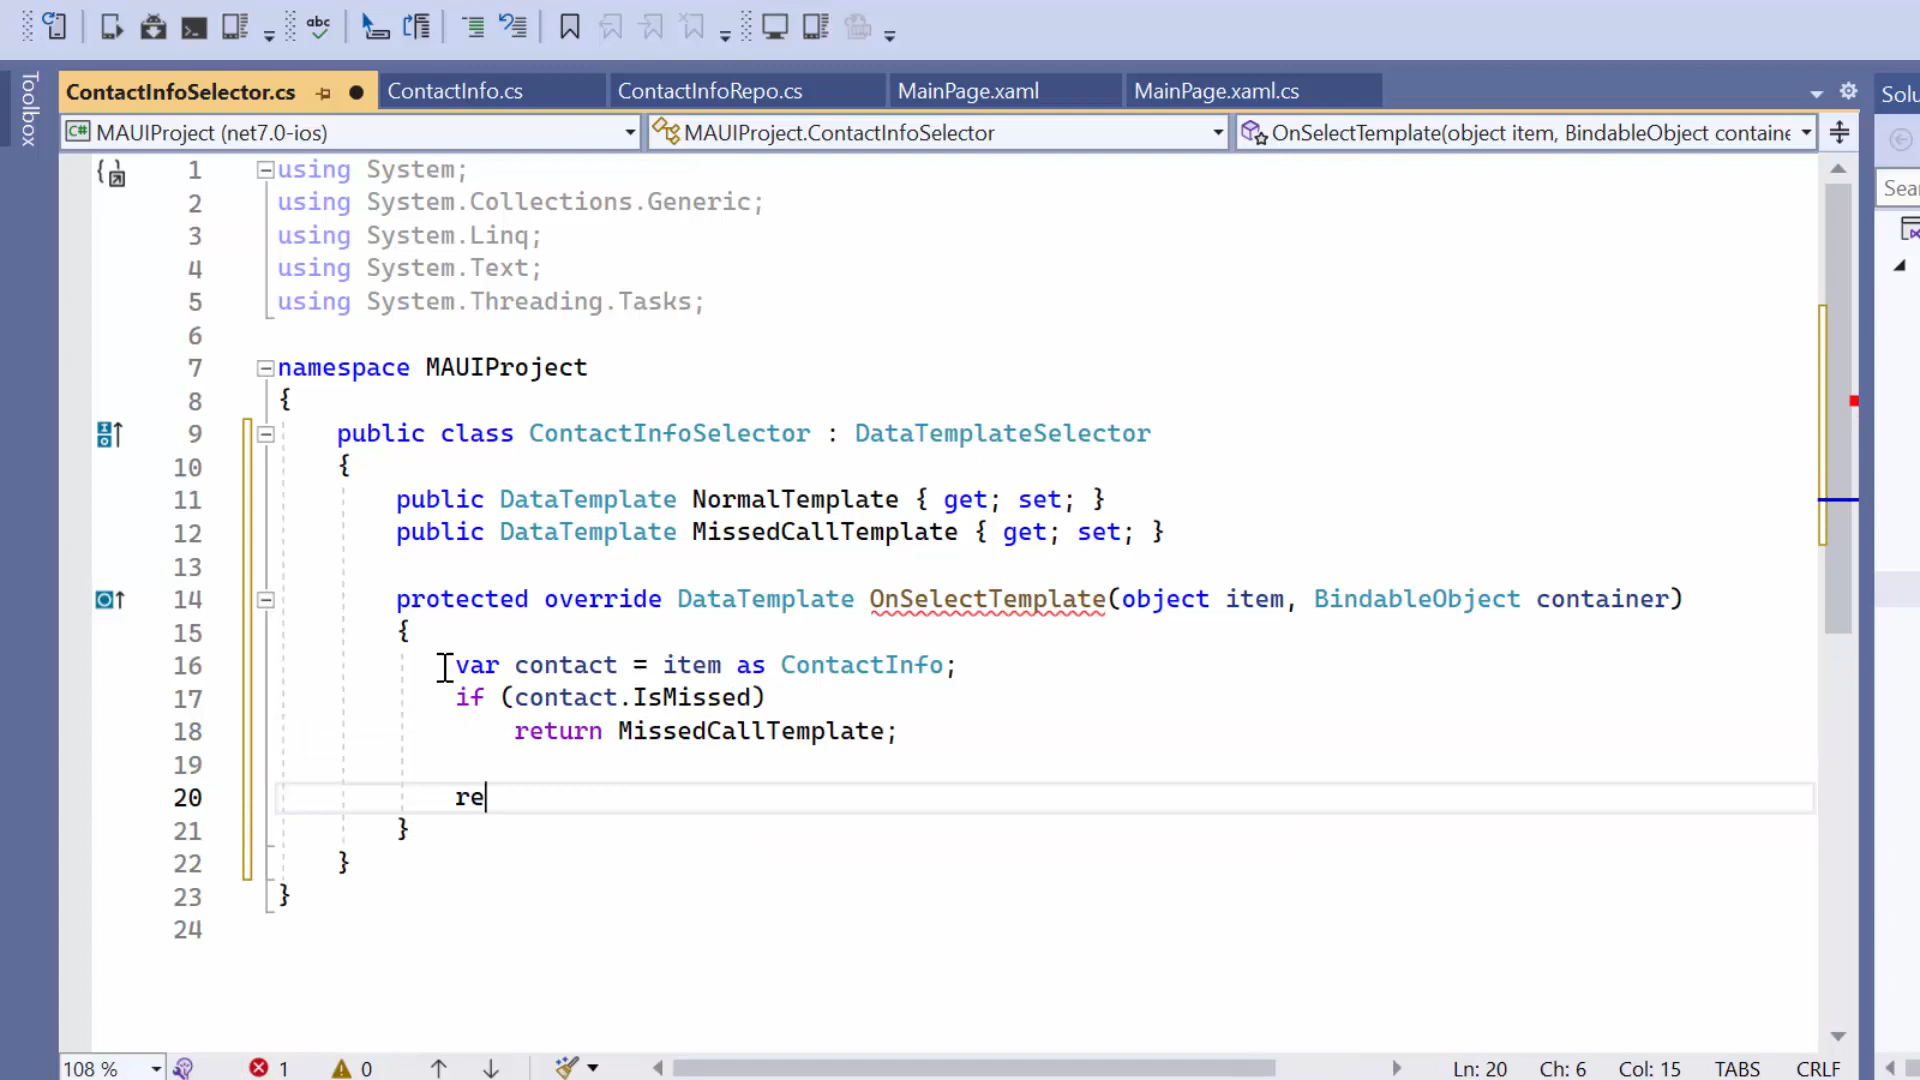 abc
Toolbox
ContactInfoSelector.cs
ContactInfo.cs
ContactInfoRepo.cs
MainPage.xaml
MainPage.xaml.cs
Solu
C# MAUIProject (net7.0-ios)
MAUIProject.ContactInfoSelector
OnSelectTemplate(object item, BindableObject containe
Sea
1 using System;
2 using System.Collections.Generic;
3 using System.Linq;
4 using System.Text;
5 using System.Threading.Tasks;
6
7 namespace MAUIProject
8 {
9 public class ContactInfoSelector : DataTemplateSelector
10 {
11 public DataTemplate NormalTemplate { get; set; }
12 public DataTemplate MissedCallTemplate { get; set; }
13
14 protected override DataTemplate OnSelectTemplate(object item, BindableObject container)
15 {
16 var contact = item as ContactInfo;
17 if (contact.IsMissed)
18 return MissedCallTemplate;
19
20 re
21 }
22 }
23 }
24
108 % 1 0 Ln: 20 Ch: 6 Col: 15 TABS CRLF